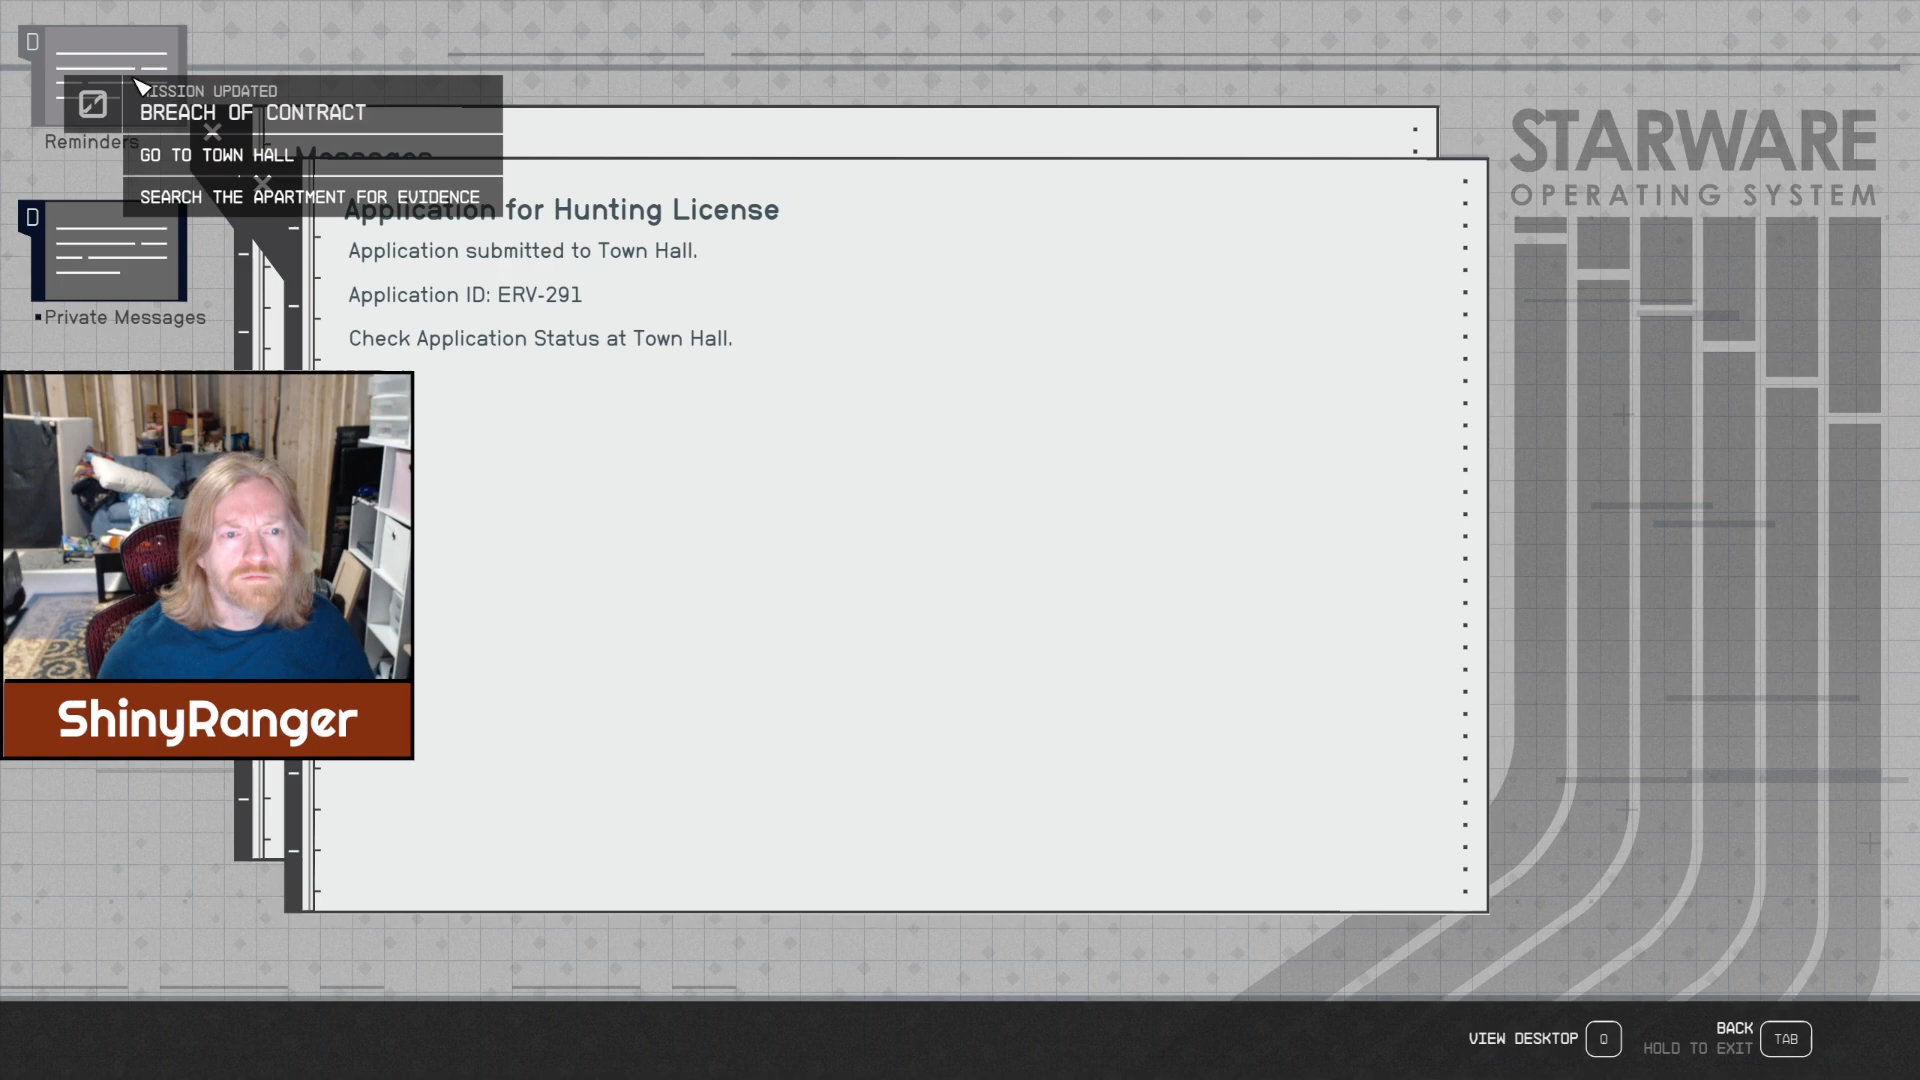 D
Reminders
MISSION UPDATED
BREACH OF CONTRACT
GO TO TOWN HALL
SEARCH THE APARTMENT FOR EVIDENCE
Messages
D
Private Messages
Application for Hunting License
Application submitted to Town Hall.
Application ID: ERV-291
Check Application Status at Town Hall.
STARWARE
OPERATING SYSTEM
ShinyRanger
VIEW DESKTOP Q
BACK
HOLD TO EXIT
TAB